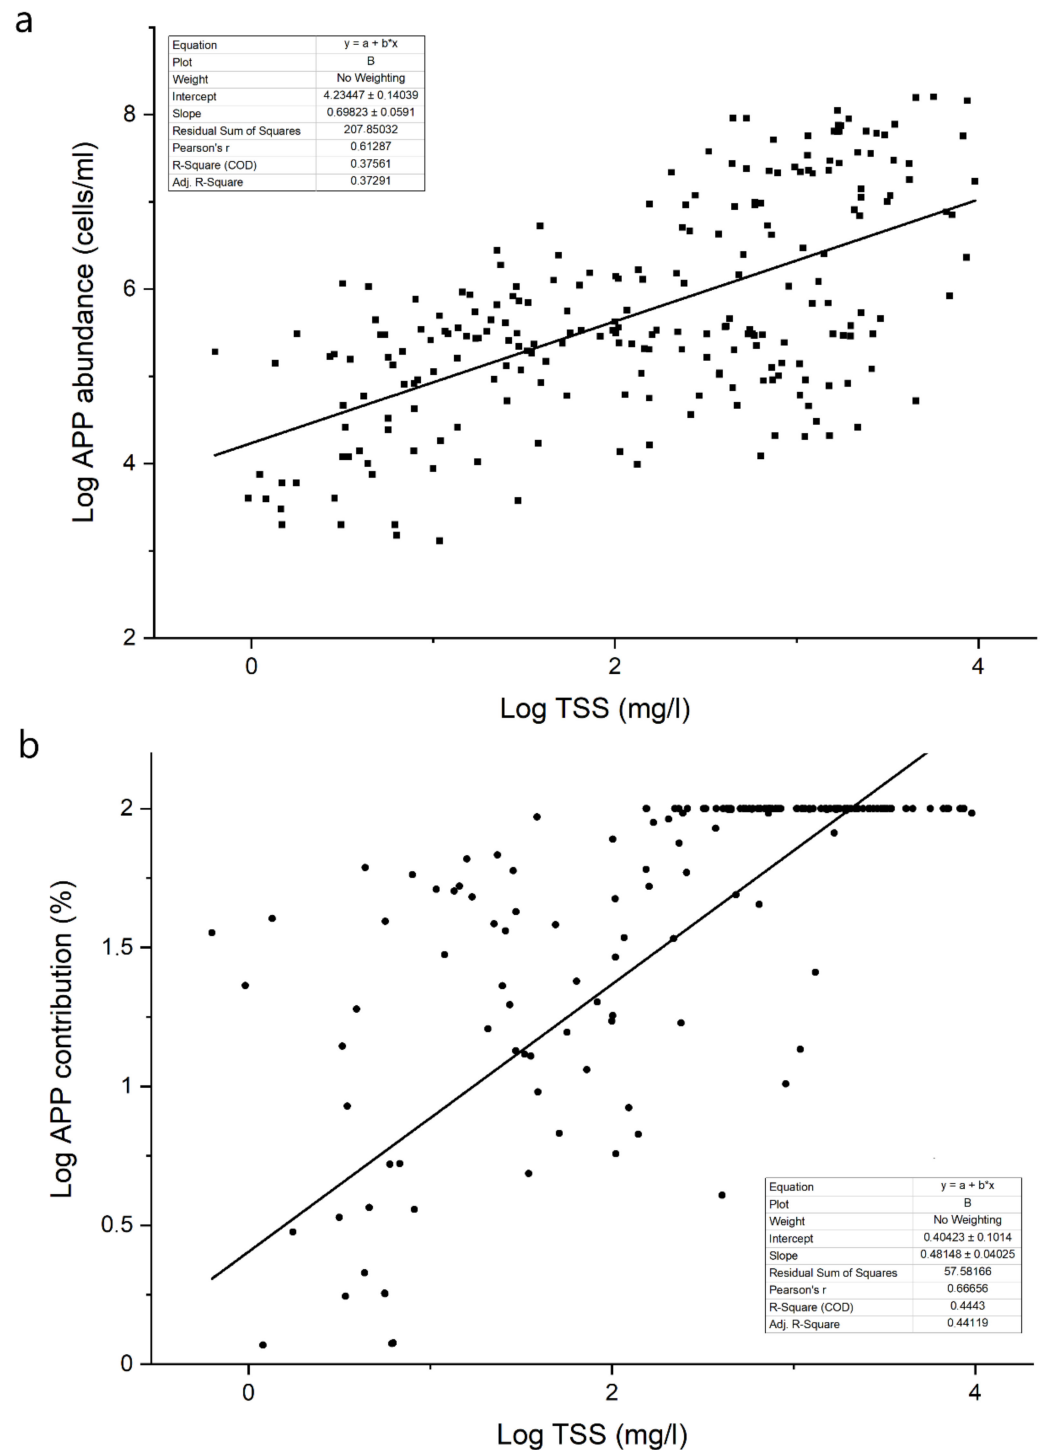 a
Equation y = a + b*x
Plot B
Weight No Weighting
Intercept 4.23447 ± 0.14039
Slope 0.69823 ± 0.0591
Residual Sum of Squares 207.85032
Pearson's r 0.61287
R-Square (COD) 0.37561
Adj. R-Square 0.37291
8
6
4
2
Log APP abundance (cells/ml)
0 2 4
Log TSS (mg/l)
b
2
1.5
1
0.5
0
Log APP contribution (%)
Equation y = a + b*x
Plot B
Weight No Weighting
Intercept 0.40423 ± 0.1014
Slope 0.48148 ± 0.04025
Residual Sum of Squares 57.58166
Pearson's r 0.66656
R-Square (COD) 0.4443
Adj. R-Square 0.44119
0 2 4
Log TSS (mg/l)